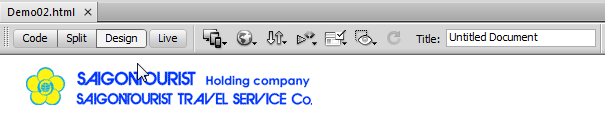 Demo02.html ×
Code Split Design Live Title: Untitled Document
SAIGONTOURIST Holding company
SAIGONTOURIST TRAVEL SERVICE Co.